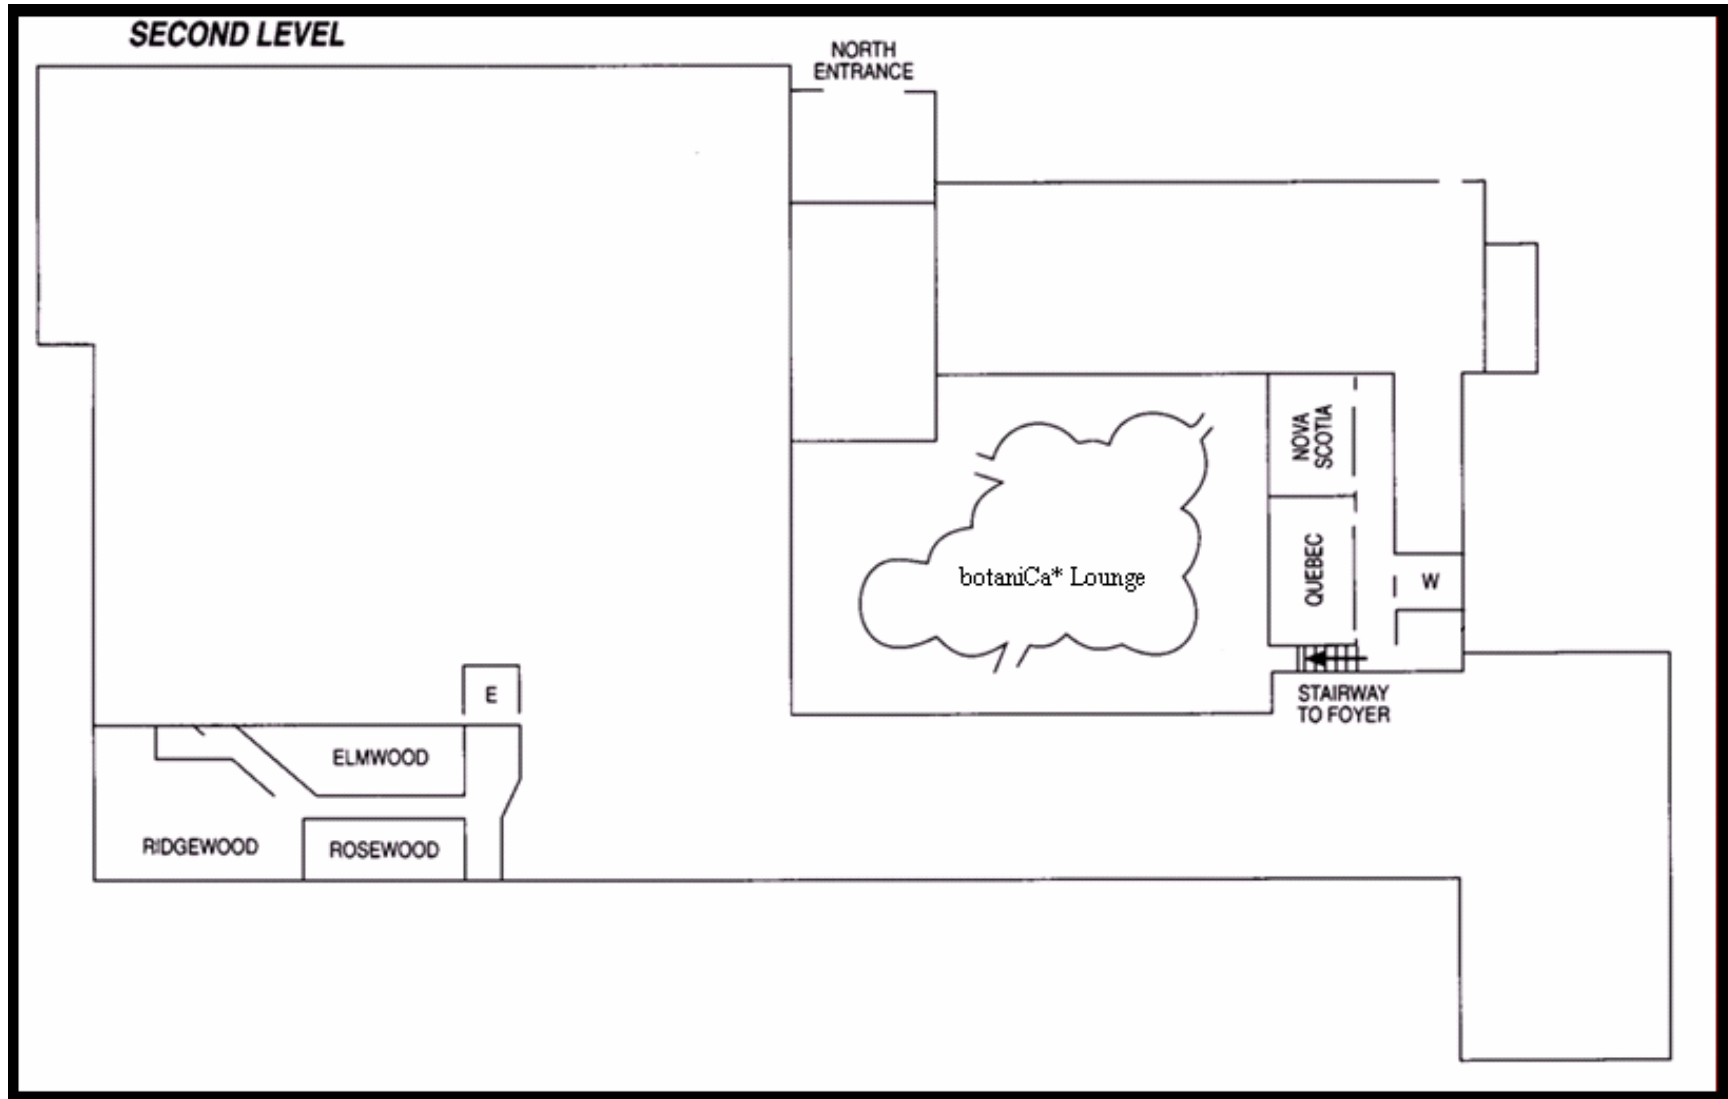 SECOND LEVEL
NORTH
ENTRANCE
NOVA
SCOTIA
QUEBEC
botaniCa* Lounge
W
STAIRWAY
TO FOYER
E
ELMWOOD
RIDGEWOOD
ROSEWOOD